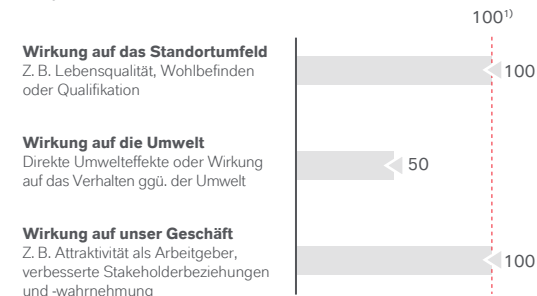 100¹⁾
Wirkung auf das Standortumfeld
Z. B. Lebensqualität, Wohlbefinden
oder Qualifikation
100
Wirkung auf die Umwelt
Direkte Umwelteffekte oder Wirkung
auf das Verhalten ggü. der Umwelt
50
Wirkung auf unser Geschäft
Z. B. Attraktivität als Arbeitgeber,
verbesserte Stakeholderbeziehungen
und -wahrnehmung
100